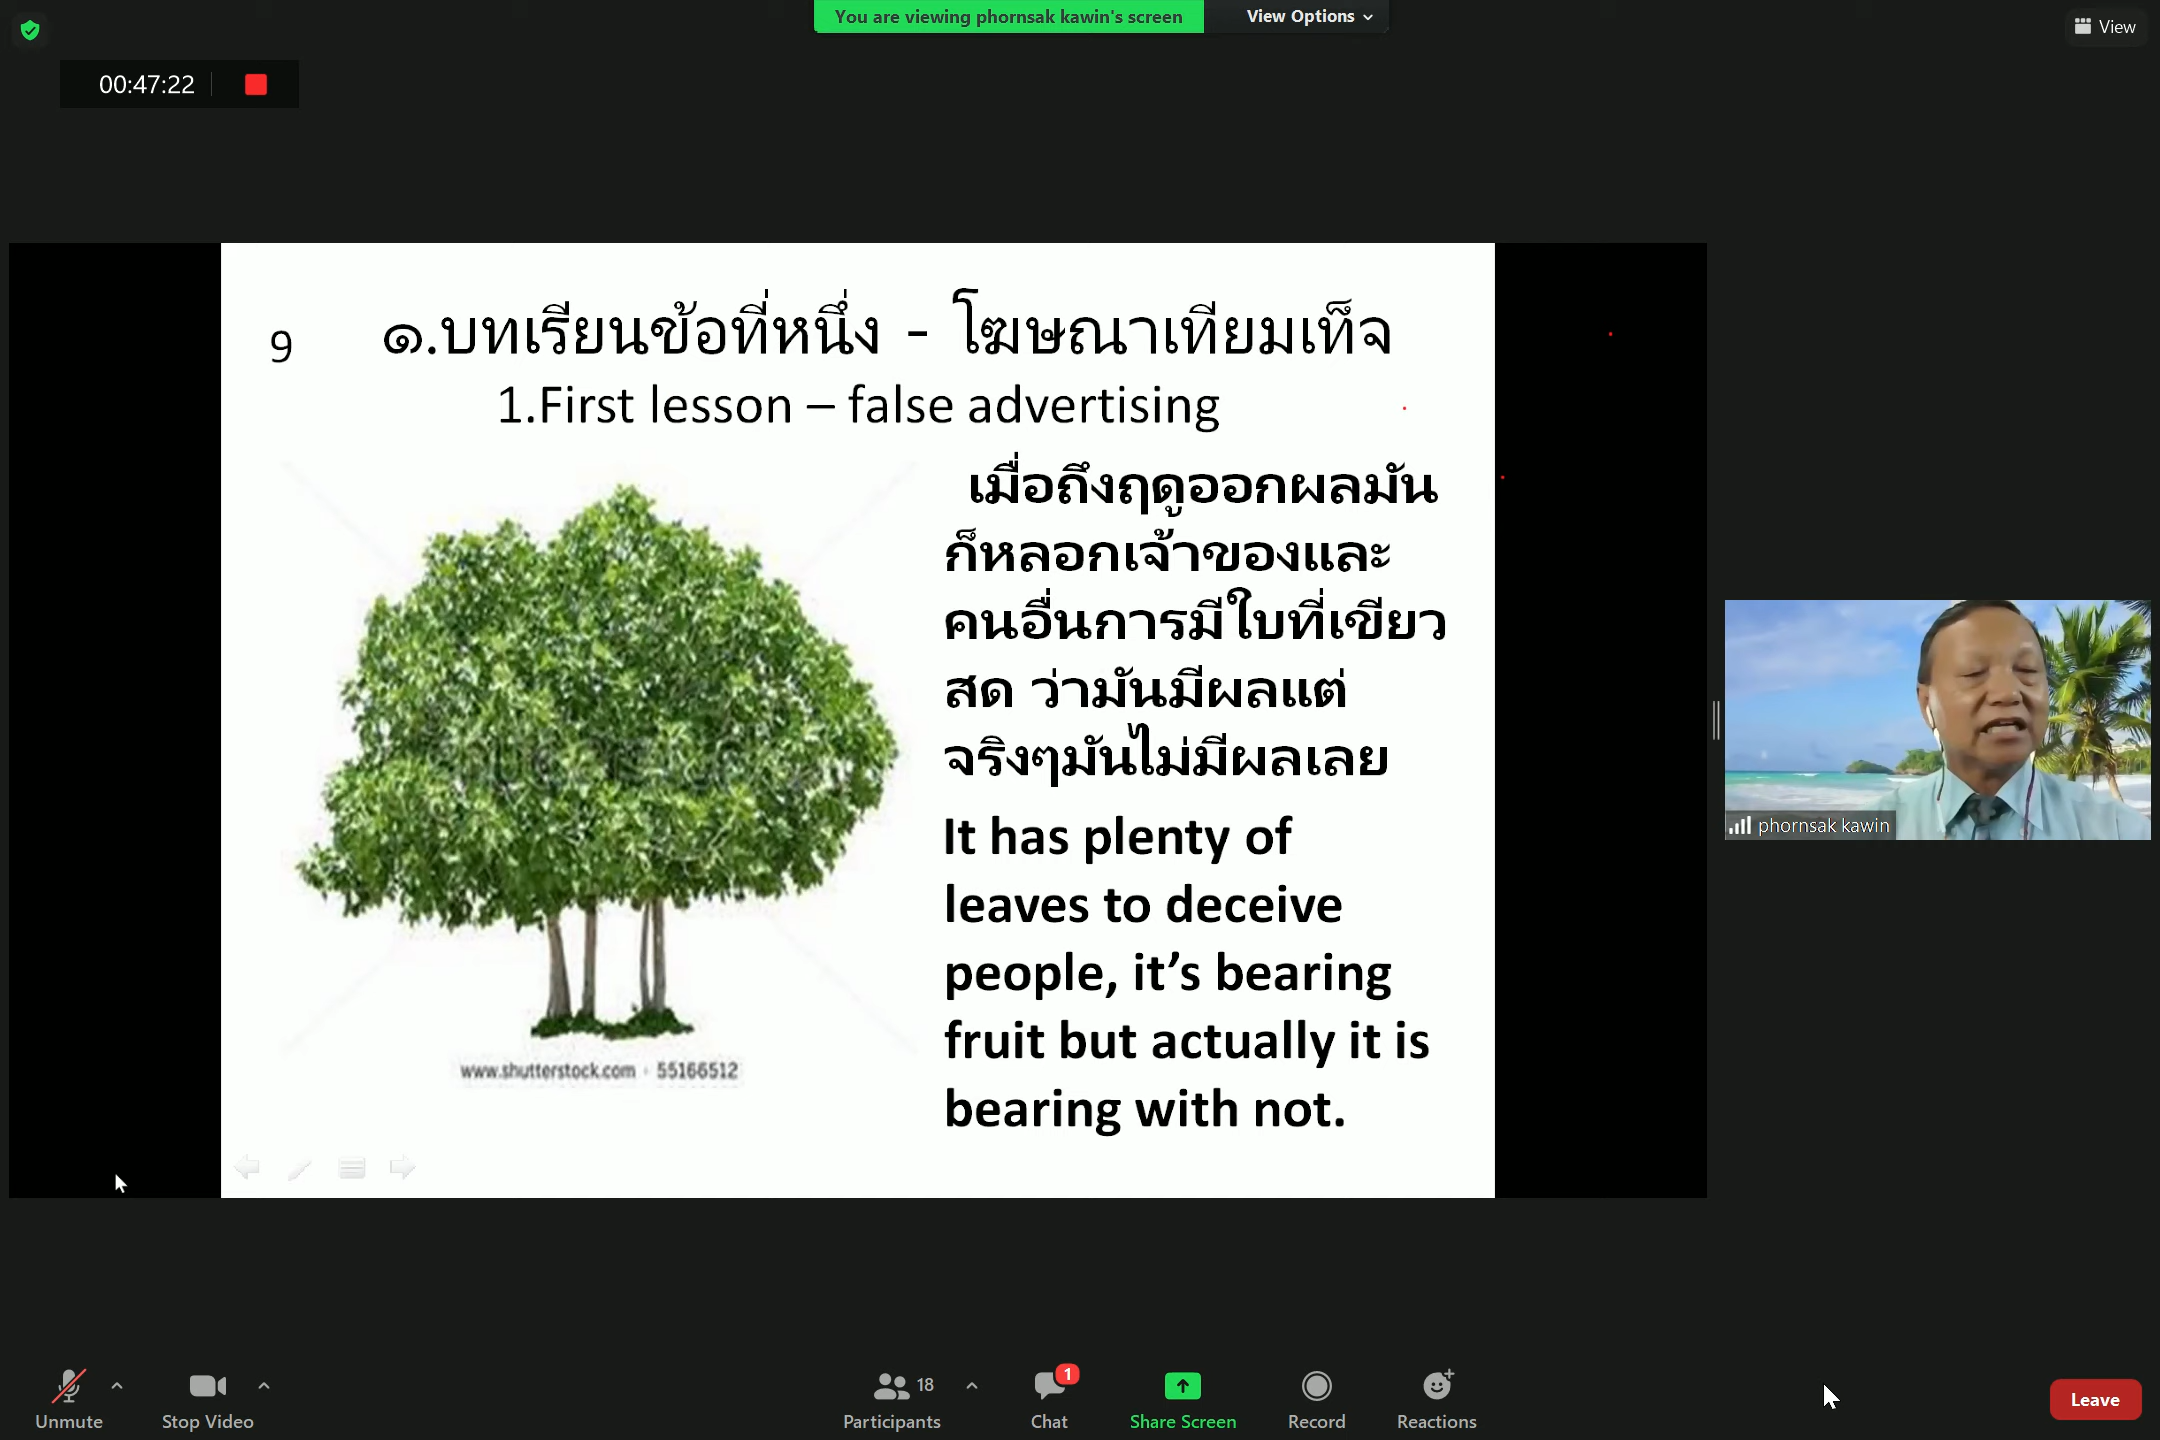 You are viewing phornsak kawin's screen
View Options
View
00:47:22
9
๑.บทเรียนข้อที่หนึ่ง - โฆษณาเทียมเท็จ
1.First lesson – false advertising
เมื่อถึงฤดูออกผลมัน
ก็หลอกเจ้าของและ
คนอื่นการมีใบที่เขียว
สด ว่ามันมีผลแต่
จริงๆมันไม่มีผลเลย
It has plenty of
leaves to deceive
people, it’s bearing
fruit but actually it is
bearing with not.
www.shutterstock.com · 55166512
phornsak kawin
Unmute
Stop Video
Participants
18
Chat
1
Share Screen
Record
Reactions
Leave